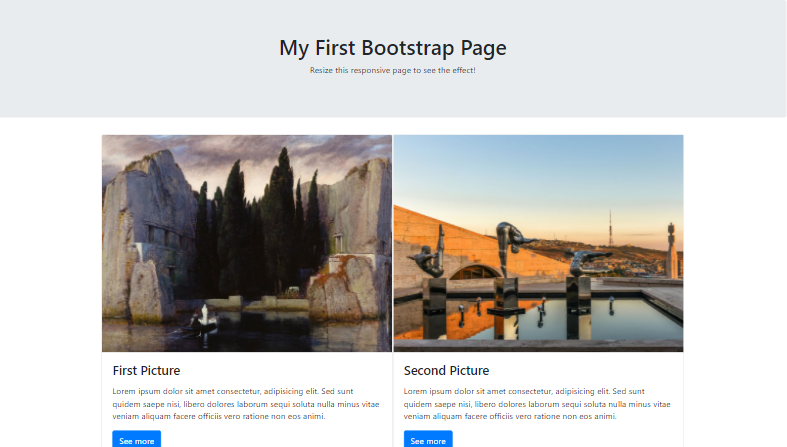 My First Bootstrap Page
Resize this responsive page to see the effect!
First Picture
Lorem ipsum dolor sit amet consectetur, adipisicing elit. Sed sunt
quidem saepe nisi, libero dolores laborum sequi soluta nulla minus vitae
veniam aliquam facere officiis vero ratione non eos animi.
See more
Second Picture
Lorem ipsum dolor sit amet consectetur, adipisicing elit. Sed sunt
quidem saepe nisi, libero dolores laborum sequi soluta nulla minus vitae
veniam aliquam facere officiis vero ratione non eos animi.
See more